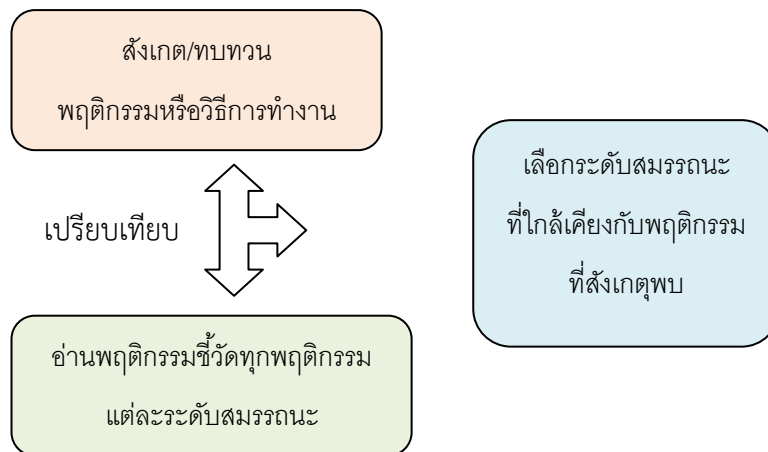 สังเกต/ทบทวน
พฤติกรรมหรือวิธีการทำงาน
เปรียบเทียบ
อ่านพฤติกรรมชี้วัดทุกพฤติกรรม
แต่ละระดับสมรรถนะ
เลือกระดับสมรรถนะ
ที่ใกล้เคียงกับพฤติกรรม
ที่สังเกตุพบ